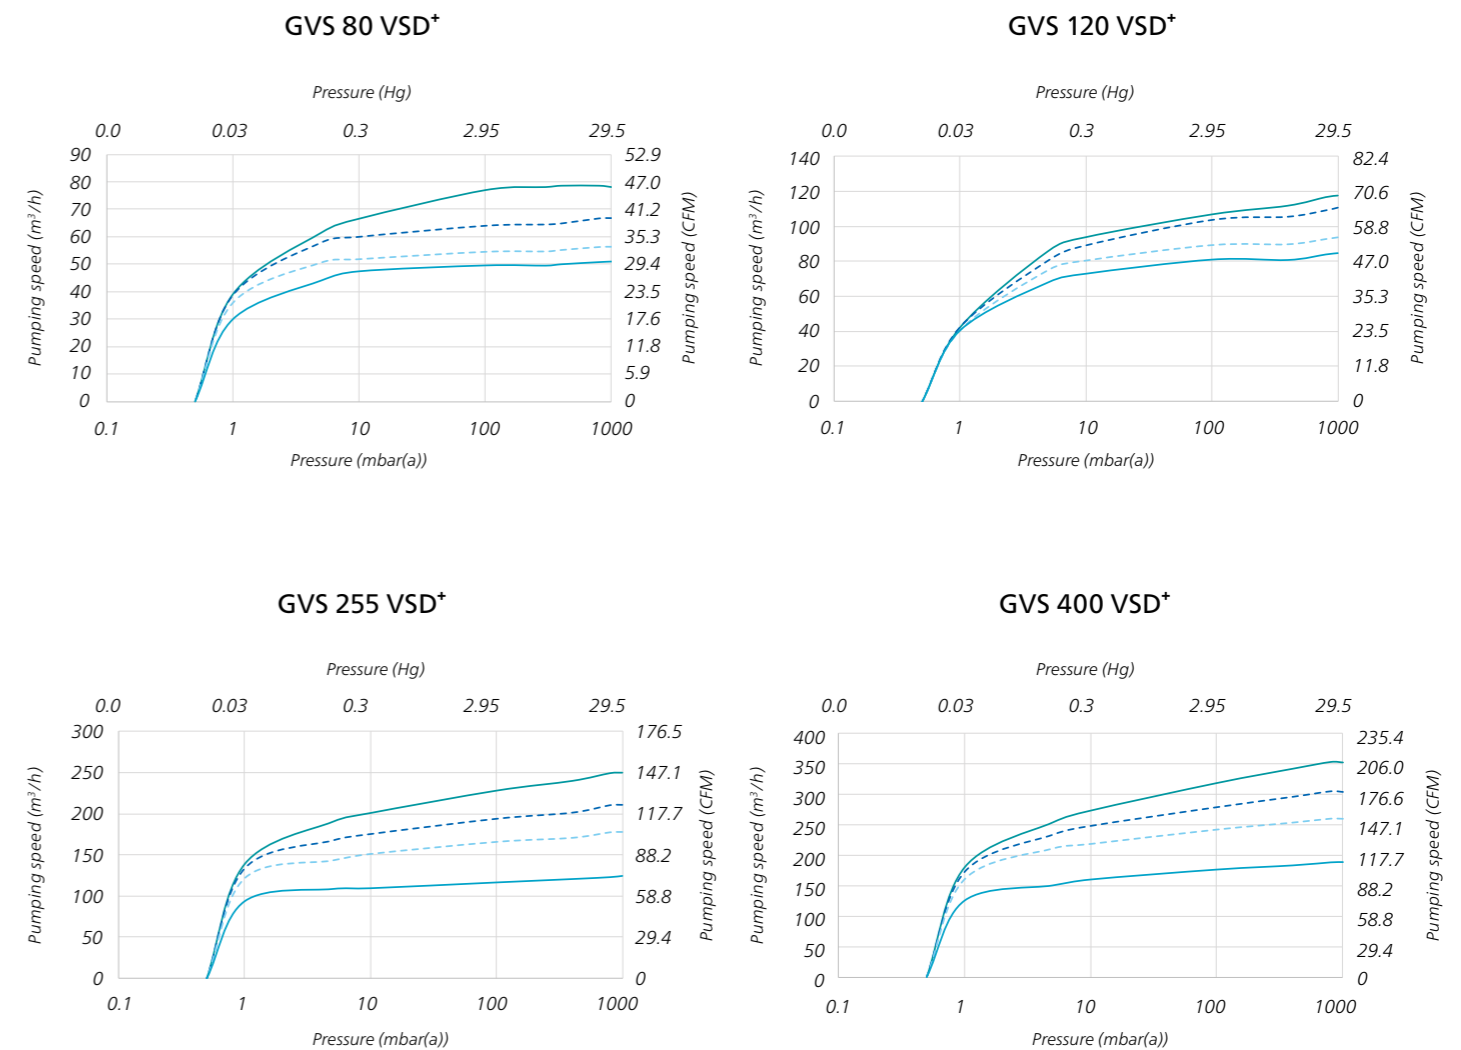 GVS 80 VSD+
Pressure (Hg)
0.0 0.03 0.3 2.95 29.5
Pumping speed (m³/h)
90 52.9
80 47.0
70 41.2
60 35.3
50 29.4
40 23.5
30 17.6
20 11.8
10 5.9
0 0
Pumping speed (CFM)
0.1 1 10 100 1000
Pressure (mbar(a))
GVS 120 VSD+
Pressure (Hg)
0.0 0.03 0.3 2.95 29.5
Pumping speed (m³/h)
140 82.4
120 70.6
100 58.8
80 47.0
60 35.3
40 23.5
20 11.8
0 0
Pumping speed (CFM)
0.1 1 10 100 1000
Pressure (mbar(a))
GVS 255 VSD+
Pressure (Hg)
0.0 0.03 0.3 2.95 29.5
Pumping speed (m³/h)
300 176.5
250 147.1
200 117.7
150 88.2
100 58.8
50 29.4
0 0
Pumping speed (CFM)
0.1 1 10 100 1000
Pressure (mbar(a))
GVS 400 VSD+
Pressure (Hg)
0.0 0.03 0.3 2.95 29.5
Pumping speed (m³/h)
400 235.4
350 206.0
300 176.6
250 147.1
200 117.7
150 88.2
100 58.8
50 29.4
0 0
Pumping speed (CFM)
0.1 1 10 100 1000
Pressure (mbar(a))